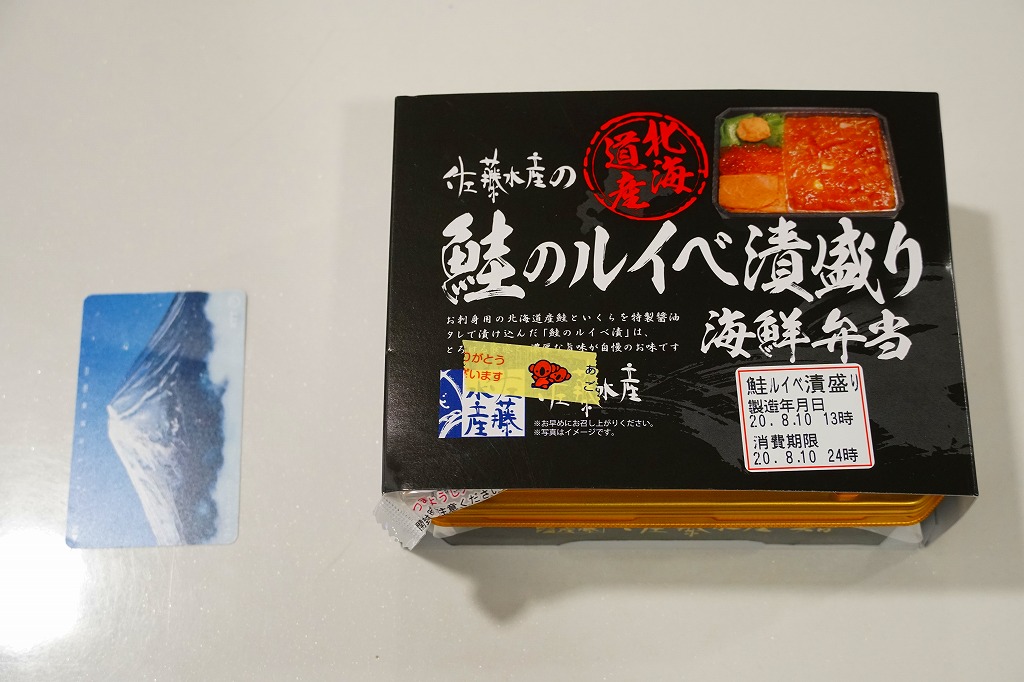 佐藤水産の
北海
道産
鮭のルイベ漬盛り
海鮮弁当
お刺身用の北海道産鮭といくらを特製醤油
タレで漬け込んだ「鮭のルイベ漬」は、
旨味が自慢のお味です
りがとう
います
あご
佐藤水産
水産
佐藤
※お早めにお召し上がりください。
※写真はイメージです。
鮭ルイベ漬盛り
製造年月日
20. 8.10 13時
消費期限
20. 8.10 24時